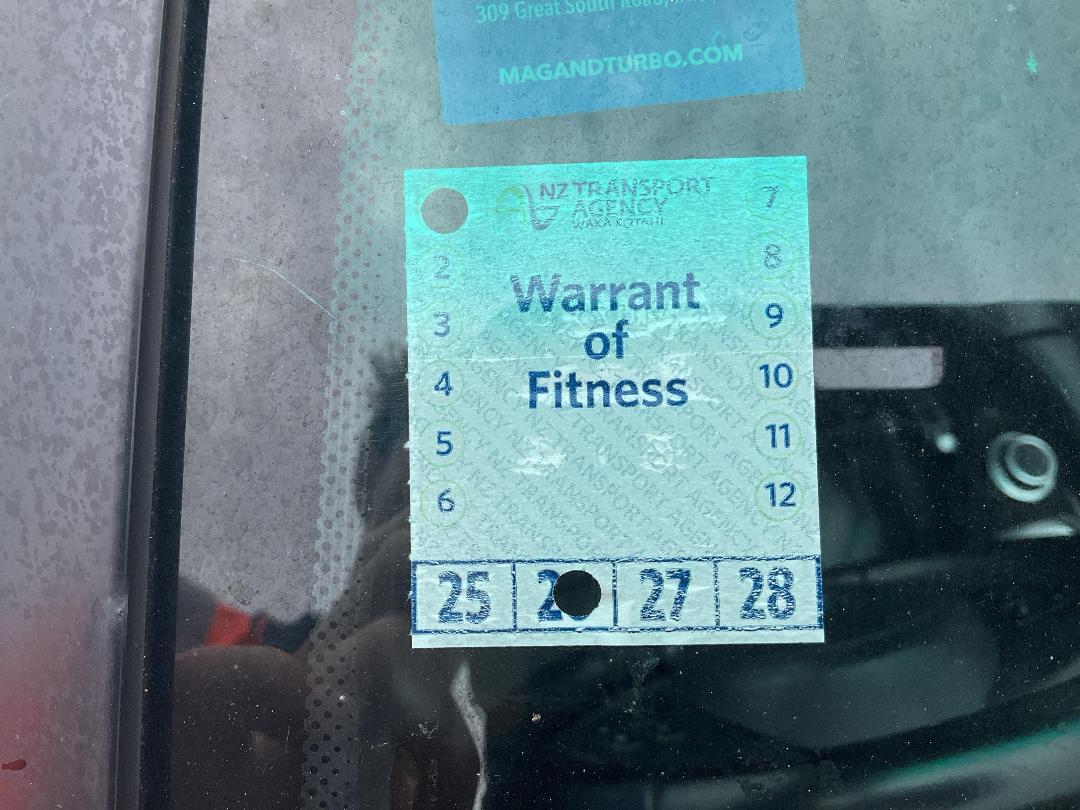 309 Great South Road,
MAGANDTURBO.COM
NZ TRANSPORT
AGENCY
WAKA KOTAHI
7
2
8
Warrant
3
9
of
4
10
Fitness
5
11
6
12
25 2 27 28